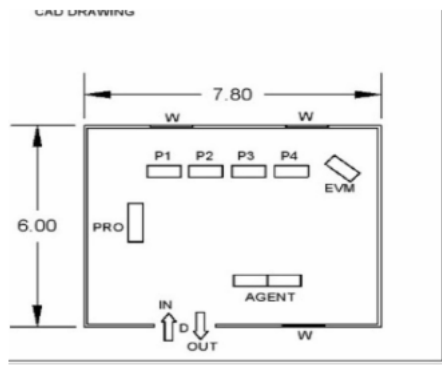 CAD DRAWING
7.80
W W
P1 P2 P3 P4
EVM
6.00
PRO
AGENT
IN
D
OUT
W